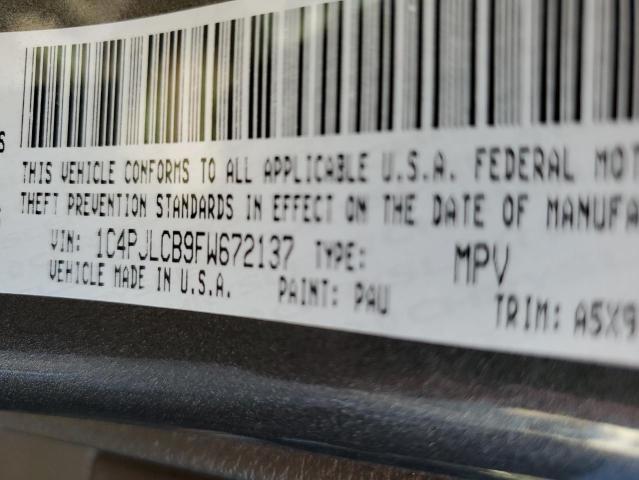 THIS VEHICLE CONFORMS TO ALL APPLICABLE U.S.A. FEDERAL MOT
THEFT PREVENTION STANDARDS IN EFFECT ON THE DATE OF MANUFA
VIN: 1C4PJLCB9FW672137 TYPE: MPV
VEHICLE MADE IN U.S.A. PAINT: PAU TRIM: A5X9